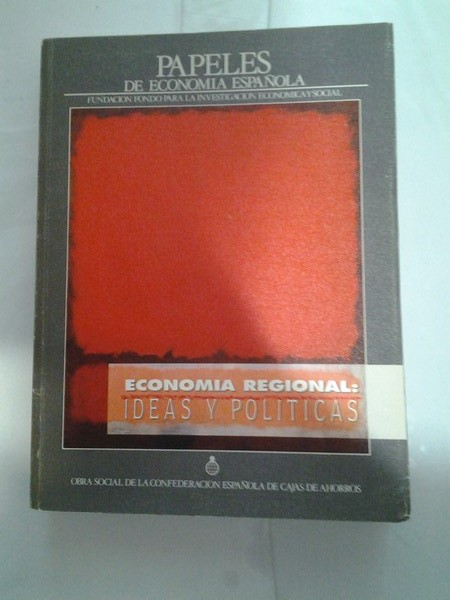 PAPELES
DE ECONOMIA ESPAÑOLA
FUNDACION FONDO PARA LA INVESTIGACION ECONOMICA Y SOCIAL
ECONOMIA REGIONAL:
IDEAS Y POLITICAS
OBRA SOCIAL DE LA CONFEDERACION ESPAÑOLA DE CAJAS DE AHORROS